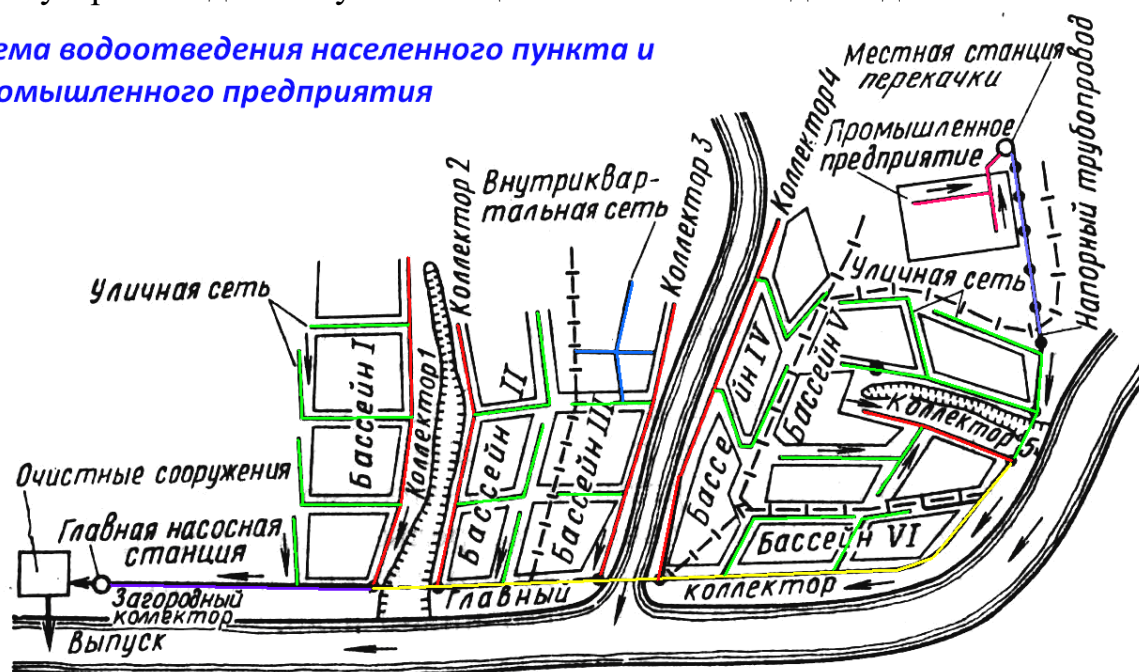 ема водоотведения населенного пункта и
омышленного предприятия
Местная станция
перекачки
Промышленное
предприятие
Напорный трубопровод
Коллектор 4
Коллектор 3
Внутриквар-
тальная сеть
Коллектор 2
Уличная сеть
Уличная сеть
Бассейн I
Коллектор 1
Бассейн II
Бассейн III
Бассейн IV
Бассейн V
Коллектор 5
Очистные сооружения
Главная насосная
станция
Бассейн VI
Загородный
коллектор
Главный
коллектор
Выпуск